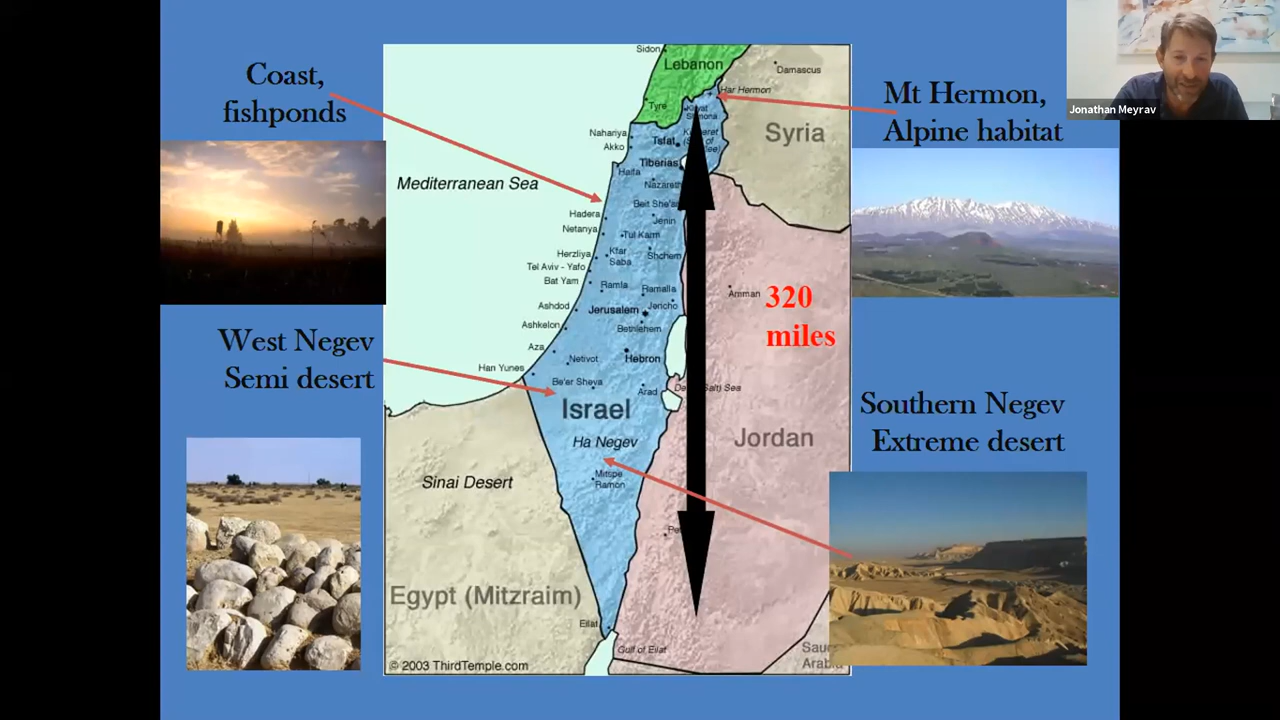 Coast,
fishponds
Mt Hermon,
Alpine habitat
Jonathan Meyrav
West Negev
Semi desert
Southern Negev
Extreme desert
320
miles
Sidon
Lebanon
Damascus
Har Hermon
Tyre
Syria
Nahariya
Akko
Tsfat
Tiberias
Haifa
Nazareth
Mediterranean Sea
Beit She'an
Hadera
Jenin
Netanya
Tul Karm
Herzliya
Kfar
Saba
Shchem
Tel Aviv - Yafo
Bat Yam
Ramla
Ramalla
Amman
Ashdod
Jerusalem
Jericho
Ashkelon
Bethlehem
Aza
Netivot
Hebron
Han Yunes
Be'er Sheva
Arad
Salt) Sea
Israel
Ha Negev
Jordan
Mitspe
Ramon
Sinai Desert
Egypt (Mitzraim)
Eilat
Gulf of Eilat
© 2003 ThirdTemple.com